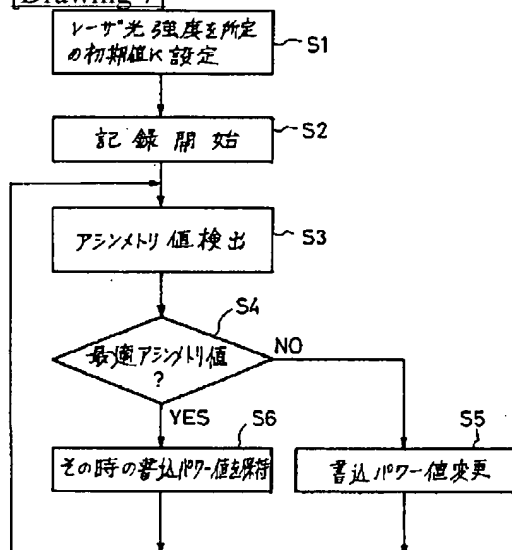 [Drawing 7]
レーザ光強度を所定
の初期値に設定
S1
記録開始
S2
アシンメトリ値検出
S3
S4
最適アシンメトリ値
?
NO
YES
S6
S5
その時の書込パワー値を保持
書込パワー値変更